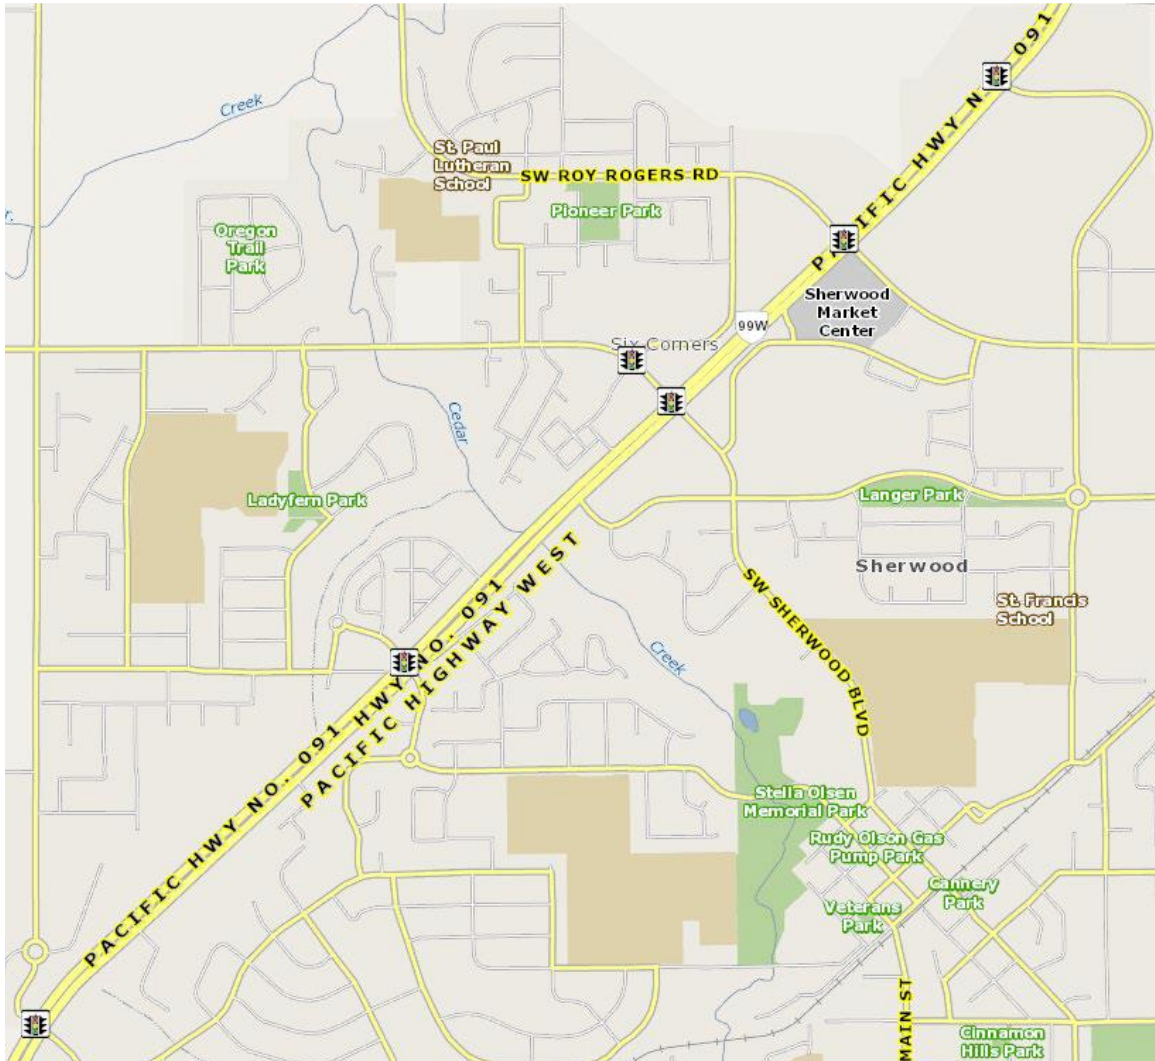 PACIFIC HWY N 091
Creek
St. Paul
Lutheran
School
SW ROY ROGERS RD
Pioneer Park
r.
Oregon
Trail
Park
Sherwood
Market
Center
99W
Six Corners
Cedar
Ladyfern Park
Langer Park
Sherwood
PACIFIC HWY NO. 091 HWY NO. 091
PACIFIC HIGHWAY WEST
SW SHERWOOD BLVD
St. Francis
School
Creek
Stella Olsen
Memorial Park
Rudy Olson Gas
Pump Park
Cannery
Park
Veterans
Park
MAIN ST
Cinnamon
Hills Park